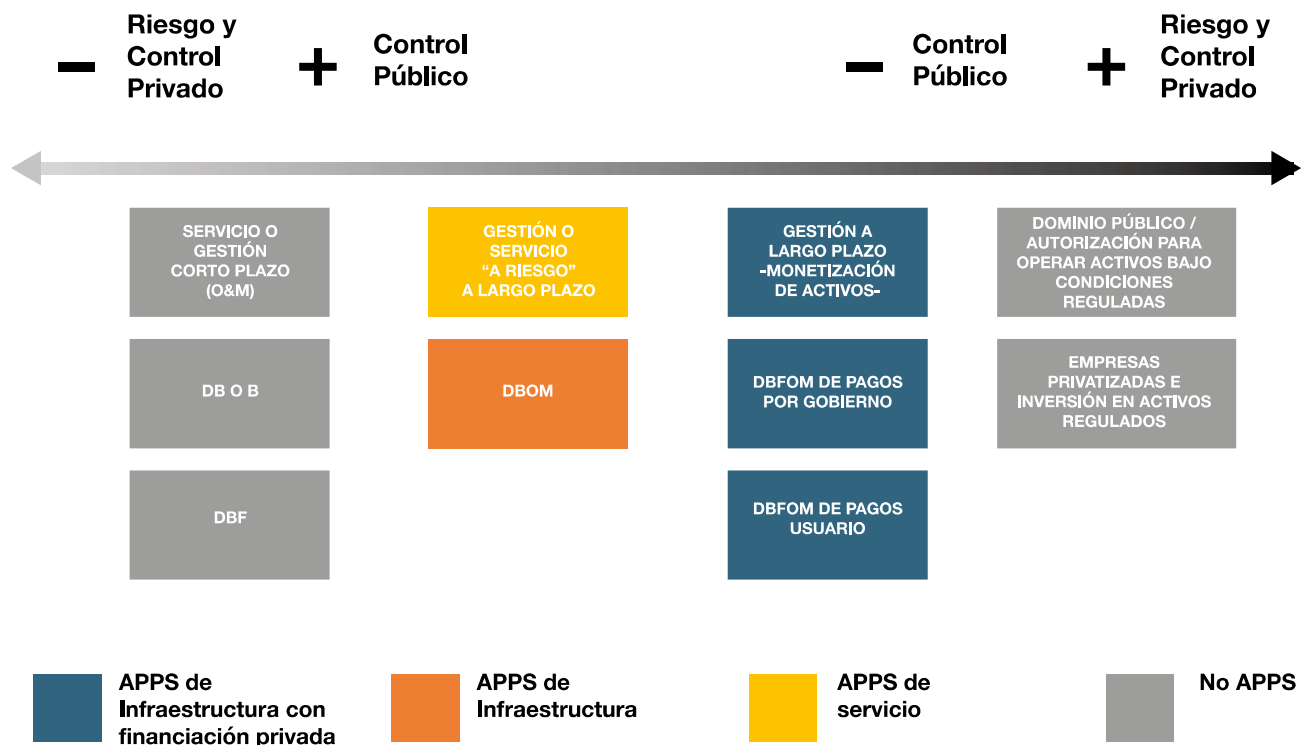 Riesgo y
Control
Privado
Control
Público
Control
Público
Riesgo y
Control
Privado
SERVICIO O
GESTIÓN
CORTO PLAZO
(O&M)
GESTIÓN O
SERVICIO
“A RIESGO”
A LARGO PLAZO
GESTIÓN A
LARGO PLAZO
-MONETIZACIÓN
DE ACTIVOS-
DOMINIO PÚBLICO /
AUTORIZACIÓN PARA
OPERAR ACTIVOS BAJO
CONDICIONES
REGULADAS
DB O B
DBOM
DBFOM DE PAGOS
POR GOBIERNO
EMPRESAS
PRIVATIZADAS E
INVERSIÓN EN ACTIVOS
REGULADOS
DBF
DBFOM DE PAGOS
USUARIO
APPS de
Infraestructura con
financiación privada
APPS de
Infraestructura
APPS de
servicio
No APPS